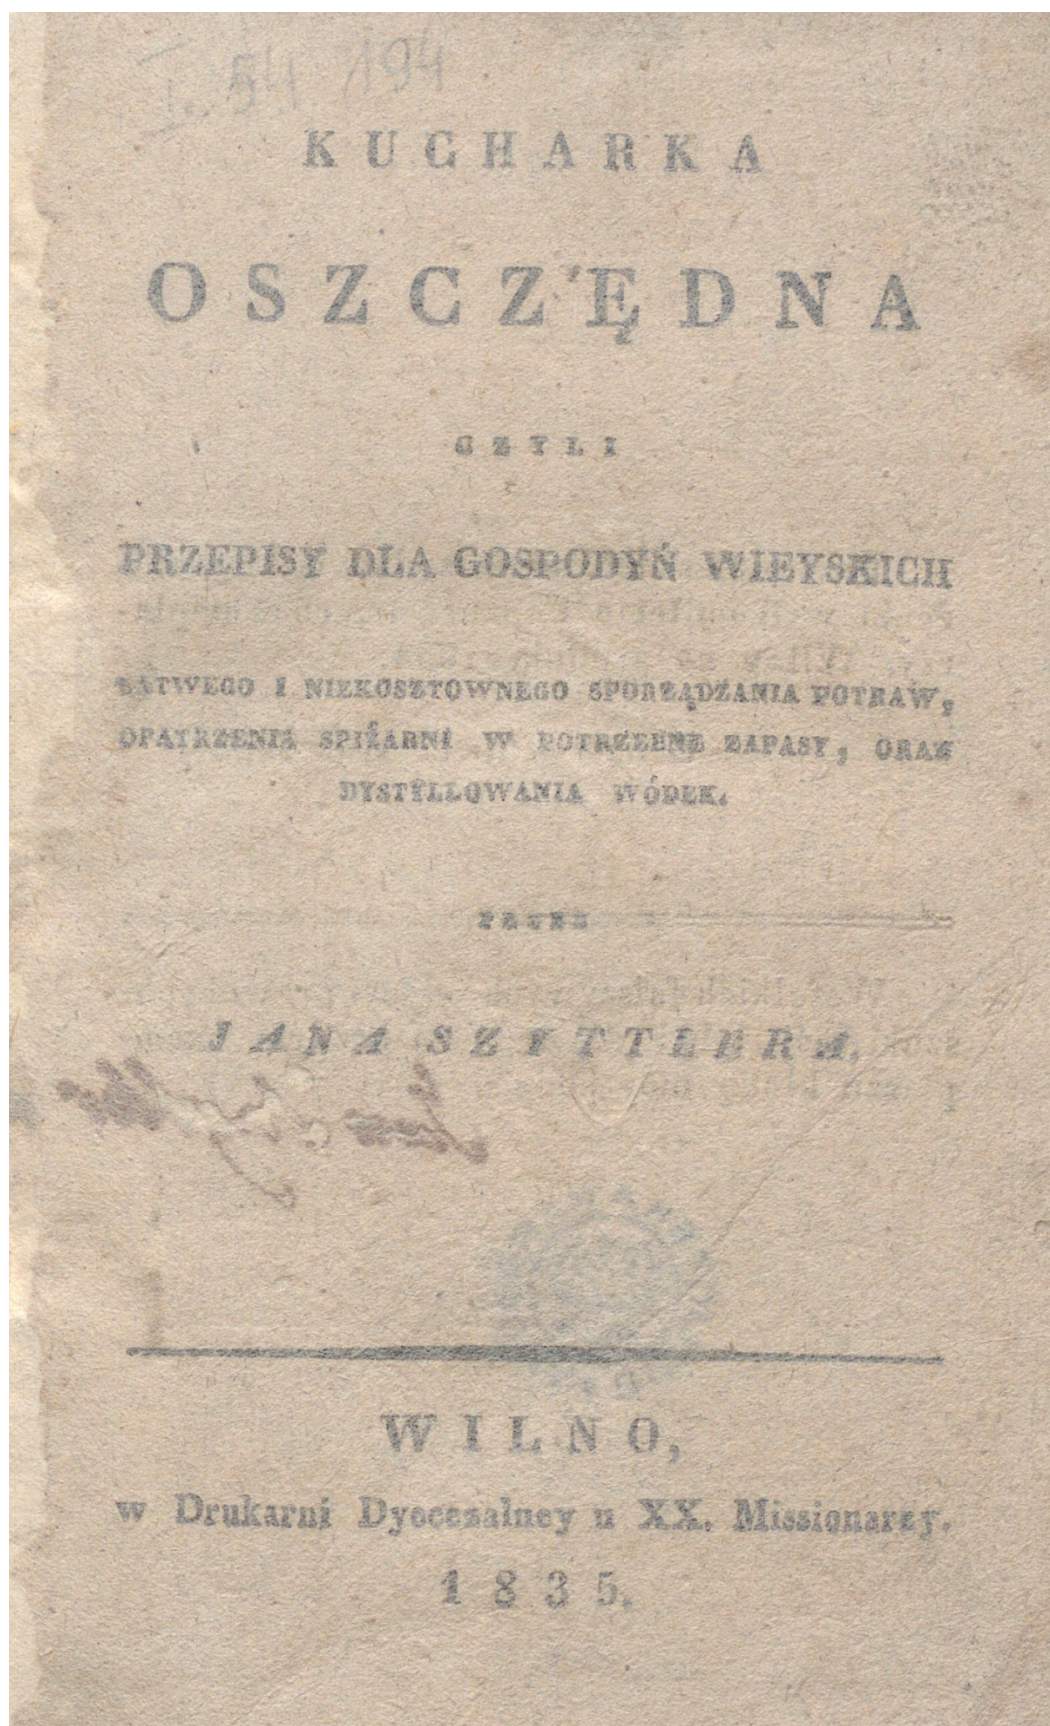 I. 54 194
KUCHARKA
OSZCZĘDNA
CZYLI
PRZEPISY DLA GOSPODYŃ WIEYSKICH
ŁATWEGO I NIEKOSZTOWNEGO SPORZĄDZANIA POTRAW,
OPATRZENIA SPIŻARNI W POTRZEBNE ZAPASY, ORAZ
DYSTYLLOWANIA WÓDEK.
PRZEZ
JANA SZYTTLERA.
WILNO,
w Drukarni Dyecezalney u XX. Missionarzy.
1835.